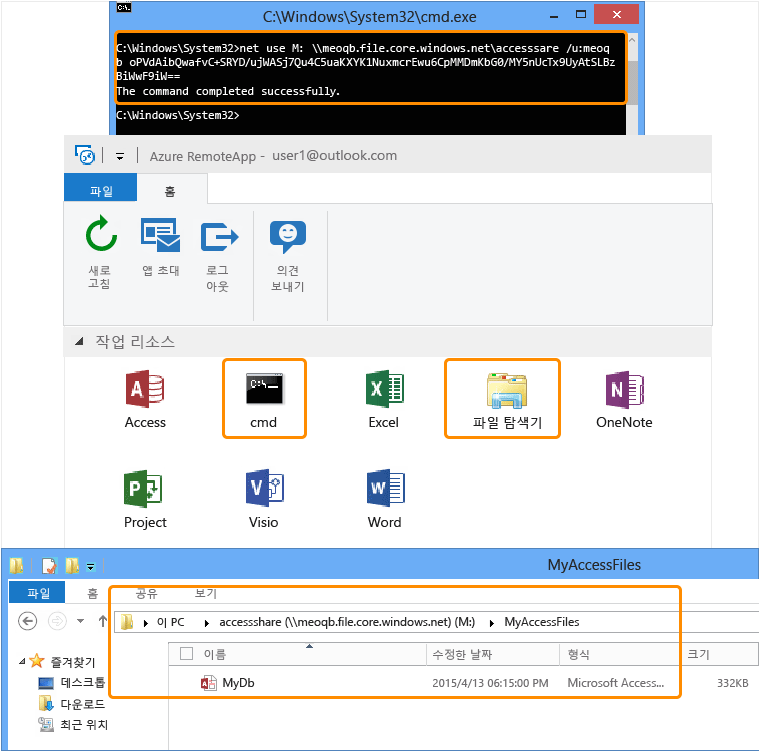 C:\Windows\System32\cmd.exe
C:\Windows\System32>net use M: \\meoqb.file.core.windows.net\accesssare /u:meoq
b oPVdAibQwafvC+SRYD/ujWASj7Qu4C5uaKXYK1NuxmcrEwu6CpMMDmKbG0/MY5nUcTx9UyAtSLBz
BiWwF9iW==
The command completed successfully.
C:\Windows\System32>
Azure RemoteApp - user1@outlook.com
파일 홈
새로 고침
앱 초대
로그 아웃
의견 보내기
작업 리소스
Access cmd Excel 파일 탐색기 OneNote
Project Visio Word
MyAccessFiles
파일 홈 공유 보기
이 PC accessshare (\\meoqb.file.core.windows.net) (M:) MyAccessFiles
이름 수정한 날짜 형식 크기
즐겨찾기
MyDb 2015/4/13 06:15:00 PM Microsoft Access... 332KB
데스크톱
다운로드
최근 위치